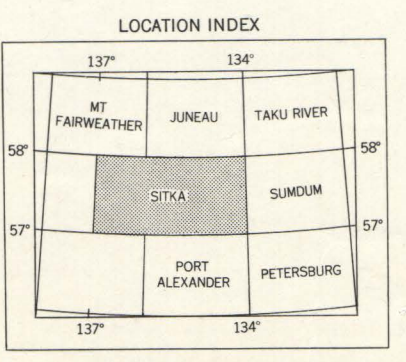 LOCATION INDEX
137° 134°
MT
FAIRWEATHER JUNEAU TAKU RIVER
58° 58°
SITKA SUMDUM
57° 57°
PORT
ALEXANDER PETERSBURG
137° 134°